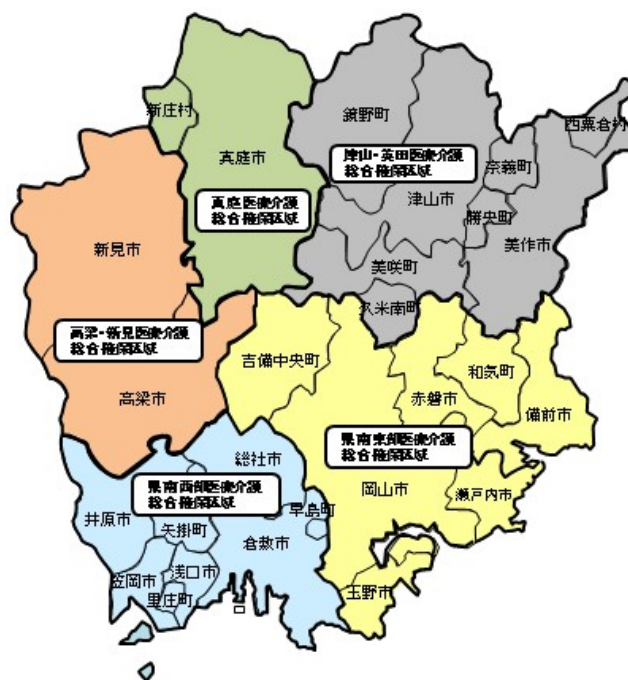 新庄村
真庭市
鏡野町
西粟倉村
奈義町
津山・英田医療介護
総合確保区域
津山市
勝央町
美作市
真庭医療介護
総合確保区域
新見市
美咲町
久米南町
高梁・新見医療介護
総合確保区域
吉備中央町
和気町
高梁市
赤磐市
備前市
県南東部医療介護
総合確保区域
総社市
県南西部医療介護
総合確保区域
岡山市
瀬戸内市
井原市
矢掛町
早島町
倉敷市
笠岡市
浅口市
里庄町
玉野市